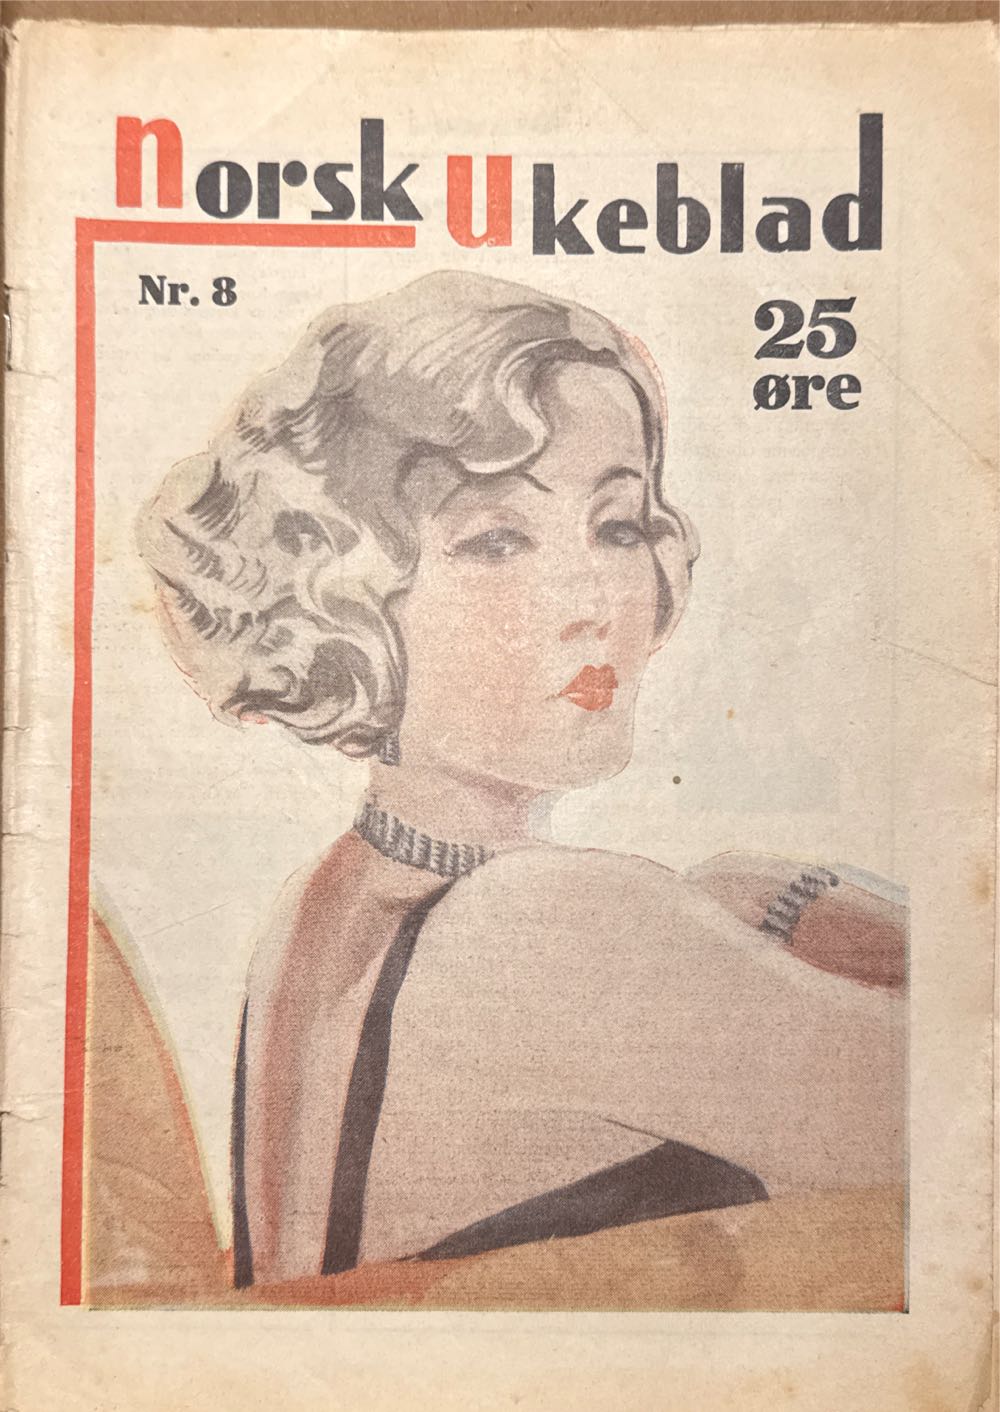 norsk ukeblad
Nr. 8
25
øre